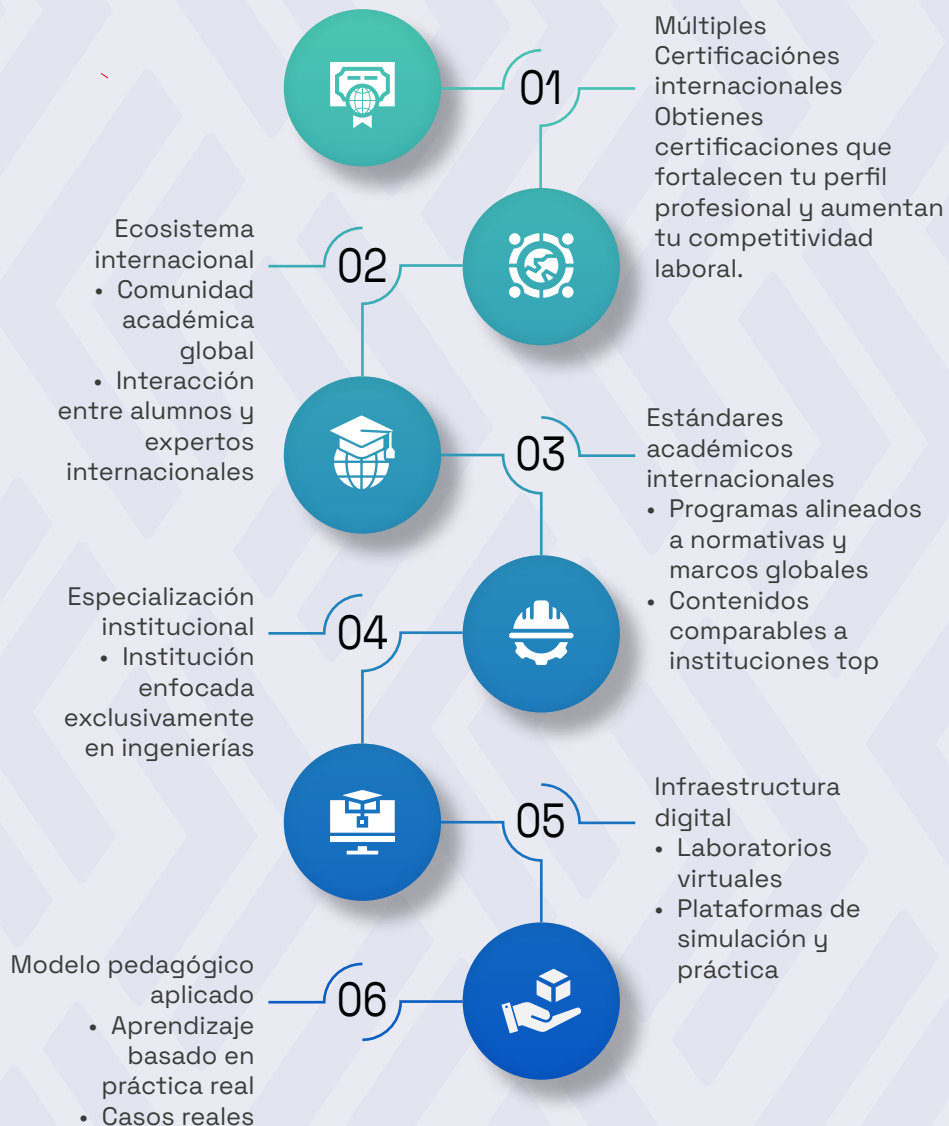 01
Múltiples
Certificaciónes
internacionales
Obtienes
certificaciones que
fortalecen tu perfil
profesional y aumentan
tu competitividad
laboral.
02
Ecosistema
internacional
• Comunidad
académica
global
• Interacción
entre alumnos y
expertos
internacionales
03
Estándares
académicos
internacionales
• Programas alineados
a normativas y
marcos globales
• Contenidos
comparables a
instituciones top
04
Especialización
institucional
• Institución
enfocada
exclusivamente
en ingenierías
05
Infraestructura
digital
• Laboratorios
virtuales
• Plataformas de
simulación y
práctica
06
Modelo pedagógico
aplicado
• Aprendizaje
basado en
práctica real
• Casos reales